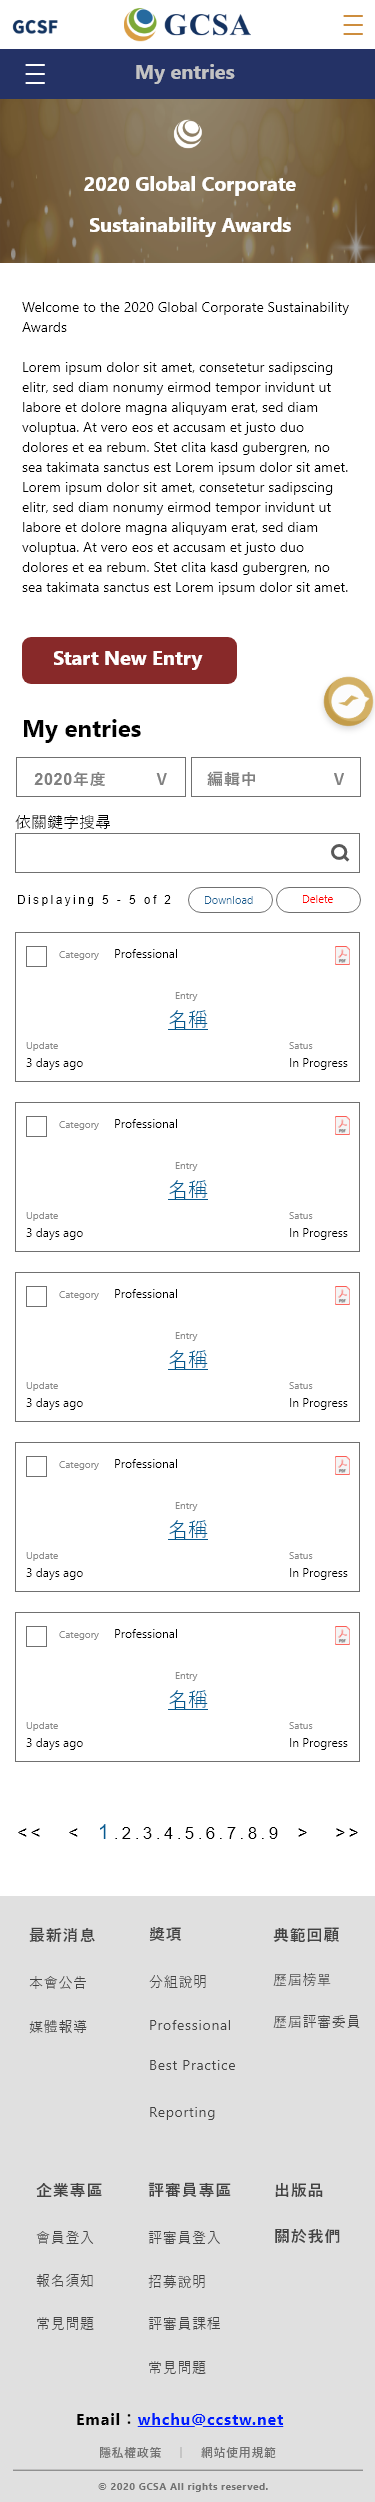 GCSF
GCSA
My entries
2020 Global Corporate
Sustainability Awards
Welcome to the 2020 Global Corporate Sustainability
Awards
Lorem ipsum dolor sit amet, consetetur sadipscing
elitr, sed diam nonumy eirmod tempor invidunt ut
labore et dolore magna aliquyam erat, sed diam
voluptua. At vero eos et accusam et justo duo
dolores et ea rebum. Stet clita kasd gubergren, no
sea takimata sanctus est Lorem ipsum dolor sit amet.
Lorem ipsum dolor sit amet, consetetur sadipscing
elitr, sed diam nonumy eirmod tempor invidunt ut
labore et dolore magna aliquyam erat, sed diam
voluptua. At vero eos et accusam et justo duo
dolores et ea rebum. Stet clita kasd gubergren, no
sea takimata sanctus est Lorem ipsum dolor sit amet.
Start New Entry
My entries
2020年度 V 編輯中 V
依關鍵字搜尋
Displaying 5 - 5 of 2 Download Delete
Category Professional PDF
Entry
名稱
Update Satus
3 days ago In Progress
Category Professional PDF
Entry
名稱
Update Satus
3 days ago In Progress
Category Professional PDF
Entry
名稱
Update Satus
3 days ago In Progress
Category Professional PDF
Entry
名稱
Update Satus
3 days ago In Progress
Category Professional PDF
Entry
名稱
Update Satus
3 days ago In Progress
<< < 1.2.3.4.5.6.7.8.9 > >>
最新消息
本會公告
媒體報導
獎項
分組說明
Professional
Best Practice
Reporting
典範回顧
歷屆榜單
歷屆評審委員
企業專區
會員登入
報名須知
常見問題
評審員專區
評審員登入
招募說明
評審員課程
常見問題
出版品
關於我們
Email：whchu@ccstw.net
隱私權政策 | 網站使用規範
© 2020 GCSA All rights reserved.